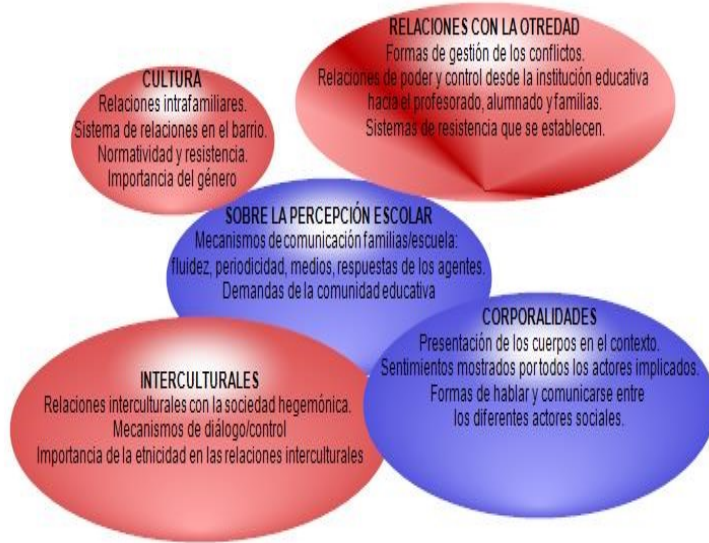 CULTURA
Relaciones intrafamiliares.
Sistema de relaciones en el barrio.
Normatividad y resistencia.
Importancia del género
RELACIONES CON LA OTREDAD
Formas de gestión de los conflictos.
Relaciones de poder y control desde la institución educativa
hacia el profesorado, alumnado y familias.
Sistemas de resistencia que se establecen.
SOBRE LA PERCEPCIÓN ESCOLAR
Mecanismos de comunicación familias/escuela:
fluidez, periodicidad, medios, respuestas de los agentes.
Demandas de la comunidad educativa
INTERCULTURALES
Relaciones interculturales con la sociedad hegemónica.
Mecanismos de diálogo/control
Importancia de la etnicidad en las relaciones interculturales
CORPORALIDADES
Presentación de los cuerpos en el contexto.
Sentimientos mostrados por todos los actores implicados.
Formas de hablar y comunicarse entre
los diferentes actores sociales.